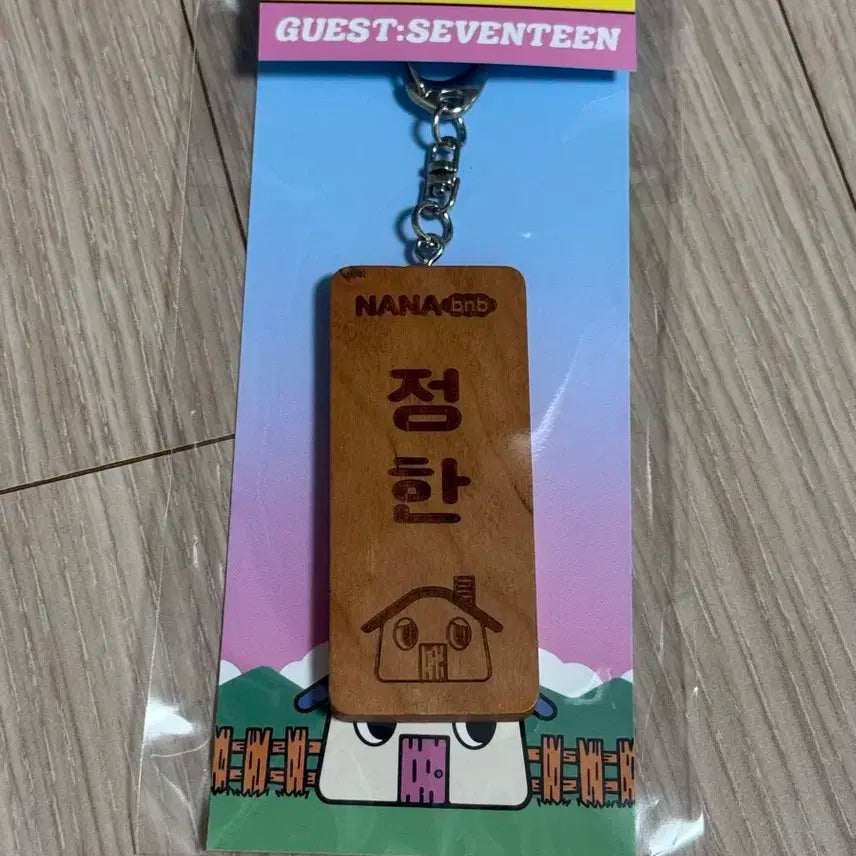 GUEST:SEVENTEEN
NANA bnb
정
한